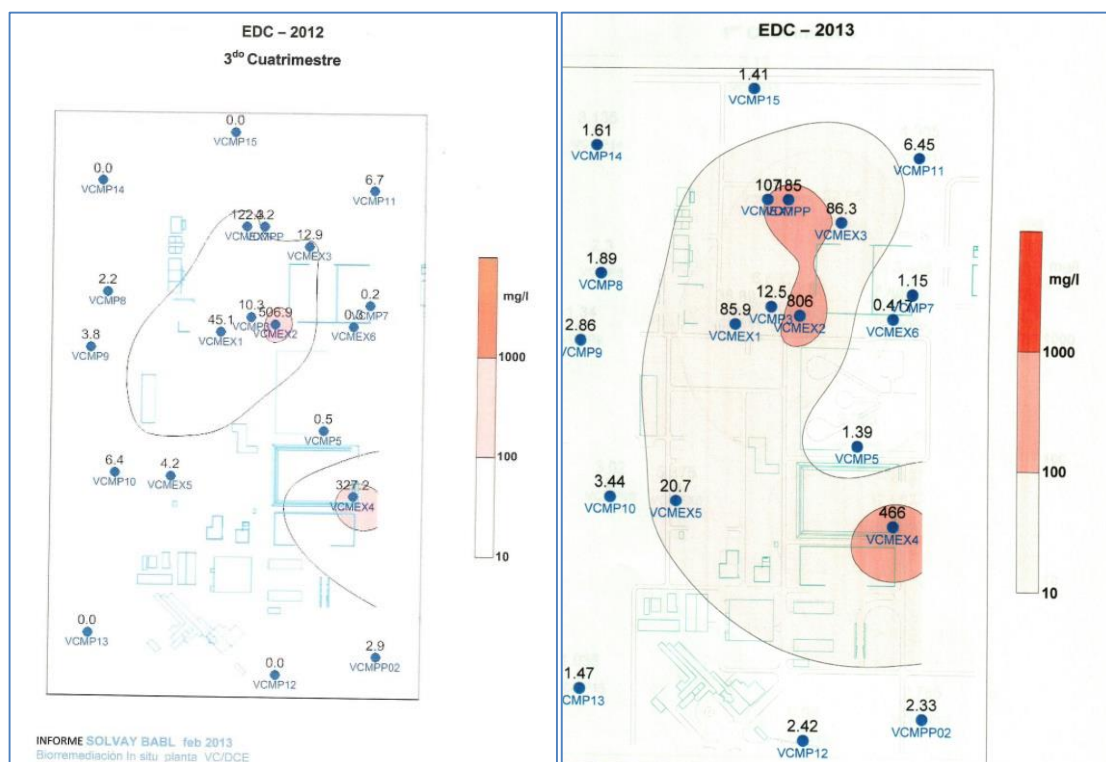 EDC – 2012
3do Cuatrimestre
0.0
VCMP15
0.0
VCMP14
6.7
VCMP11
12.9
VCMEX3
2.2
VCMP8
0.2
VCMP7
10.3
506.9
VCMEX2
45.1
VCMEX1
0.3
VCMEX6
3.8
VCMP9
mg/l
1000
100
10
0.5
VCMP5
6.4
VCMP10
4.2
VCMEX5
327.2
VCMEX4
0.0
VCMP13
2.9
VCMPP02
0.0
VCMP12
INFORME SOLVAY BABL feb 2013
Biorremediación In situ planta VC/DCE
EDC – 2013
1.41
VCMP15
1.61
VCMP14
6.45
VCMP11
86.3
VCMEX3
1.89
VCMP8
1.15
VCMP7
12.5
VCMP3
806
VCMEX2
85.9
VCMEX1
0.417
VCMEX6
2.86
VCMP9
mg/l
1000
100
10
1.39
VCMP5
3.44
VCMP10
20.7
VCMEX5
466
VCMEX4
1.47
VCMP13
2.33
VCMPP02
2.42
VCMP12